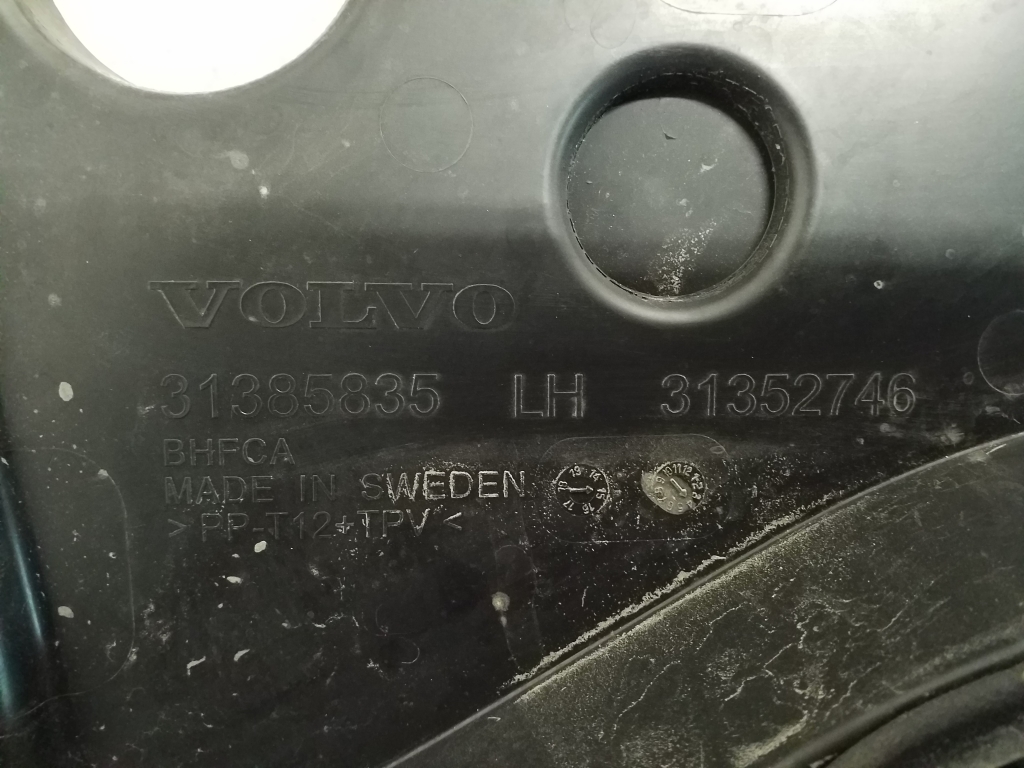 VOLVO
31385835 LH 31352746
BHFCA
MADE IN SWEDEN
>PP-T12+TPV<